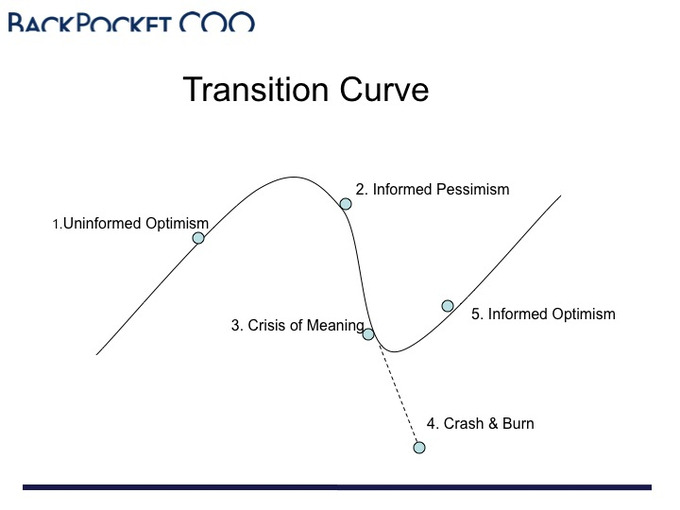 BACKPOCKET COO
Transition Curve
2. Informed Pessimism
1.Uninformed Optimism
3. Crisis of Meaning
5. Informed Optimism
4. Crash & Burn